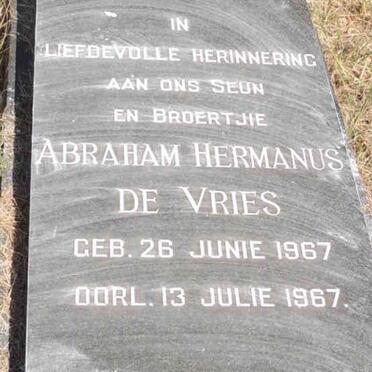 IN
LIEFDEVOLLE HERINNERING
AAN ONS SEUN
EN BROERTJIE
ABRAHAM HERMANUS
DE VRIES
GEB. 26 JUNIE 1967
OORL. 13 JULIE 1967.